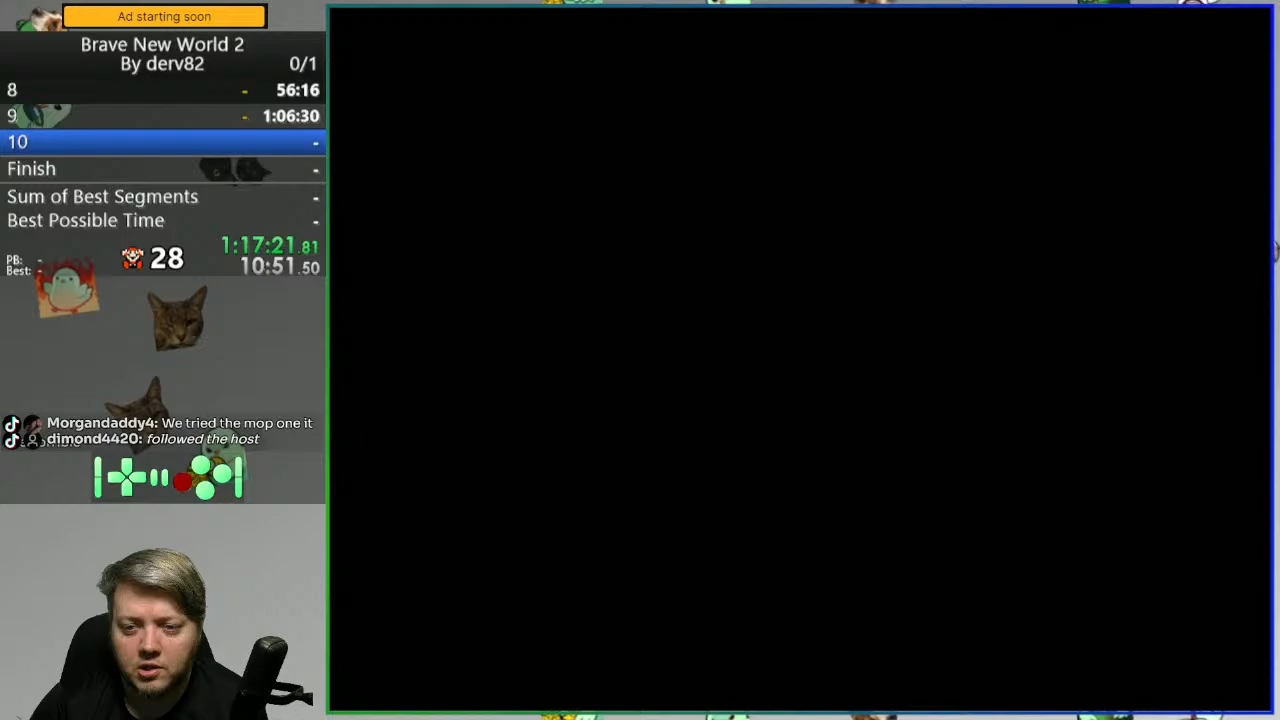 Ad starting soon
Brave New World 2
By derv82 0/1
8 - 56:16
9 - 1:06:30
10 -
Finish -
Sum of Best Segments -
Best Possible Time -
PB: - 28 1:17:21.81
Best: - 10:51.50
Morgandaddy4: We tried the mop one it
dimond4420: followed the host